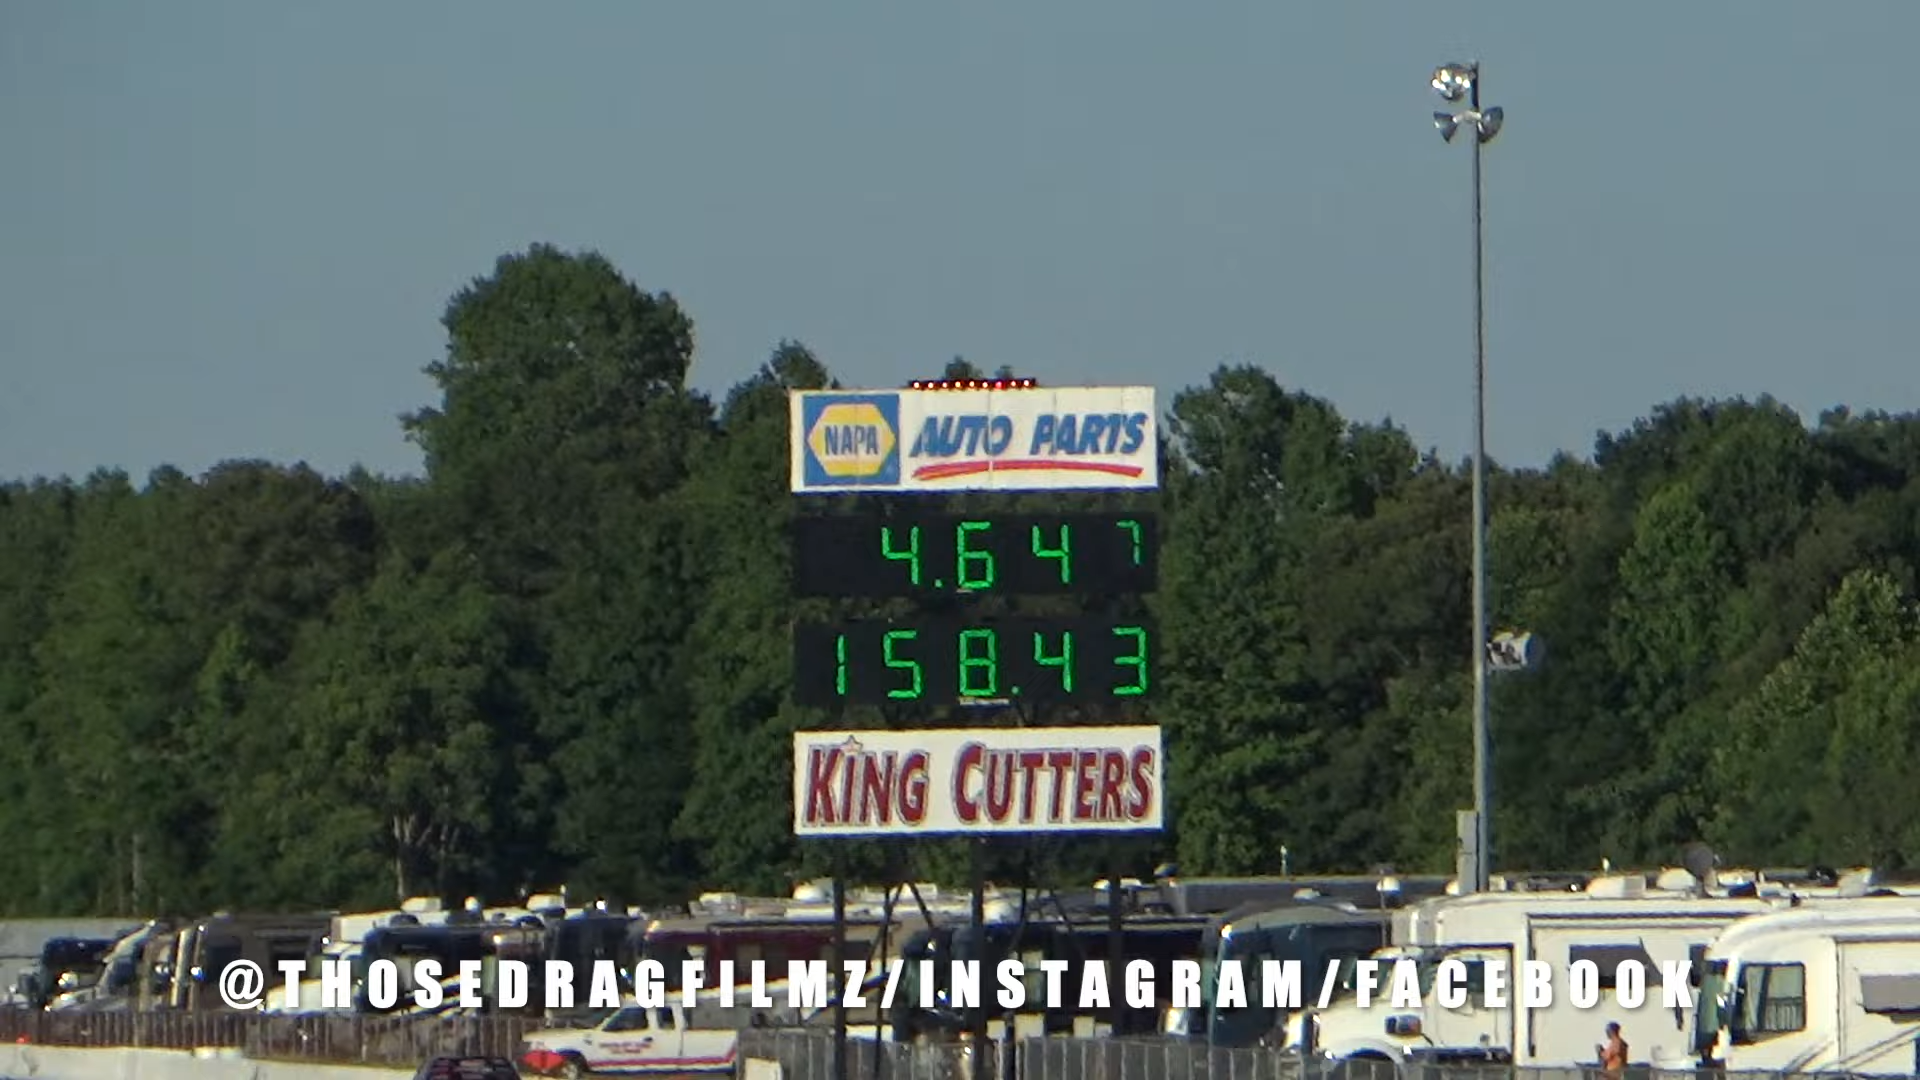 NAPA AUTO PARTS
4.647
158.43
KING CUTTERS
@THOSEDRAGFILMZ/INSTAGRAM/FACEBOOK